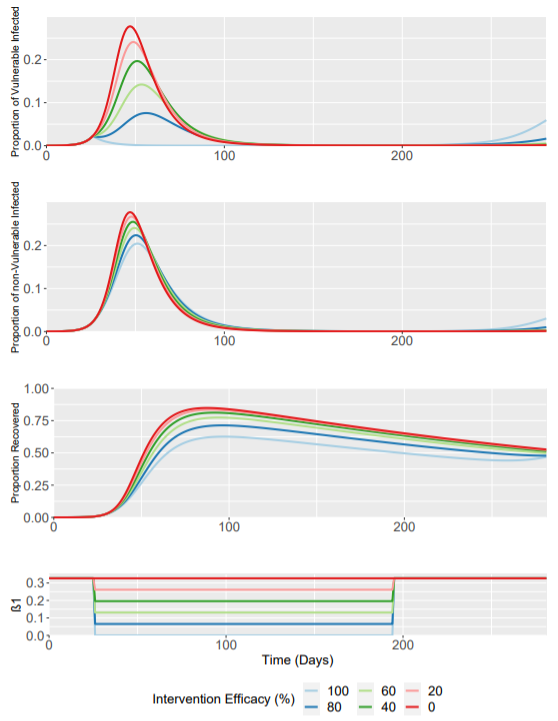 Proportion of Vulnerable Infected
0.2
0.1
0.0
0 100 200
Proportion of non-Vulnerable Infected
0.2
0.1
0.0
0 100 200
Proportion Recovered
1.00
0.75
0.50
0.25
0.00
0 100 200
ß1
0.3
0.2
0.1
0.0
0 100 200
Time (Days)
Intervention Efficacy (%) 100 60 20
80 40 0